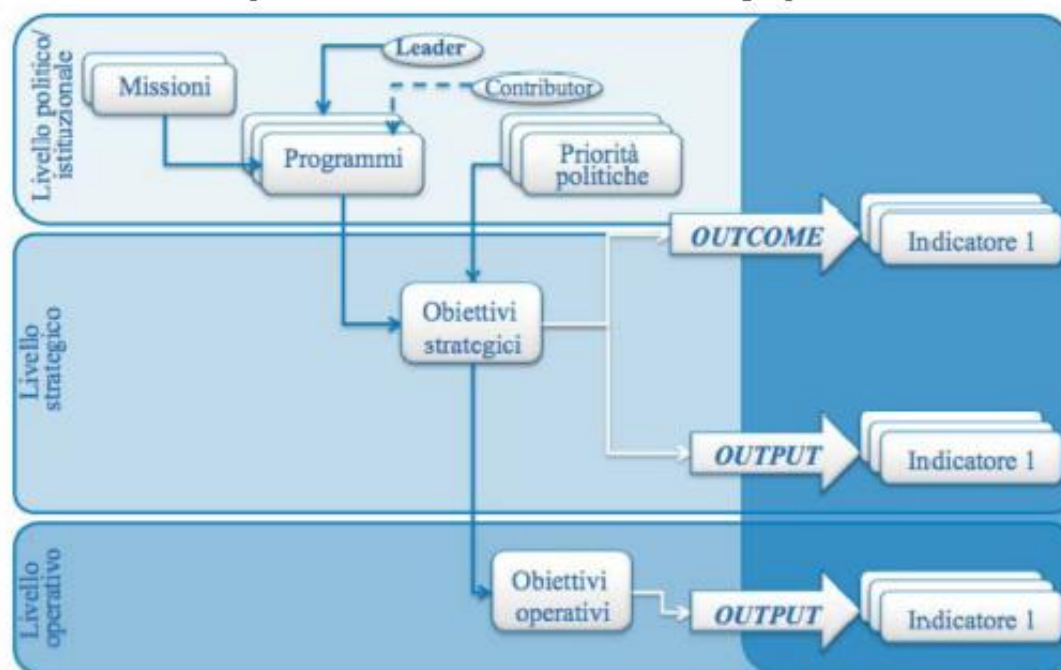 Livello politico/
istituzionale
Missioni
Leader
Contributor
Programmi
Priorità
politiche
OUTCOME
Indicatore 1
Livello
strategico
Obiettivi
strategici
OUTPUT
Indicatore 1
Livello
operativo
Obiettivi
operativi
OUTPUT
Indicatore 1